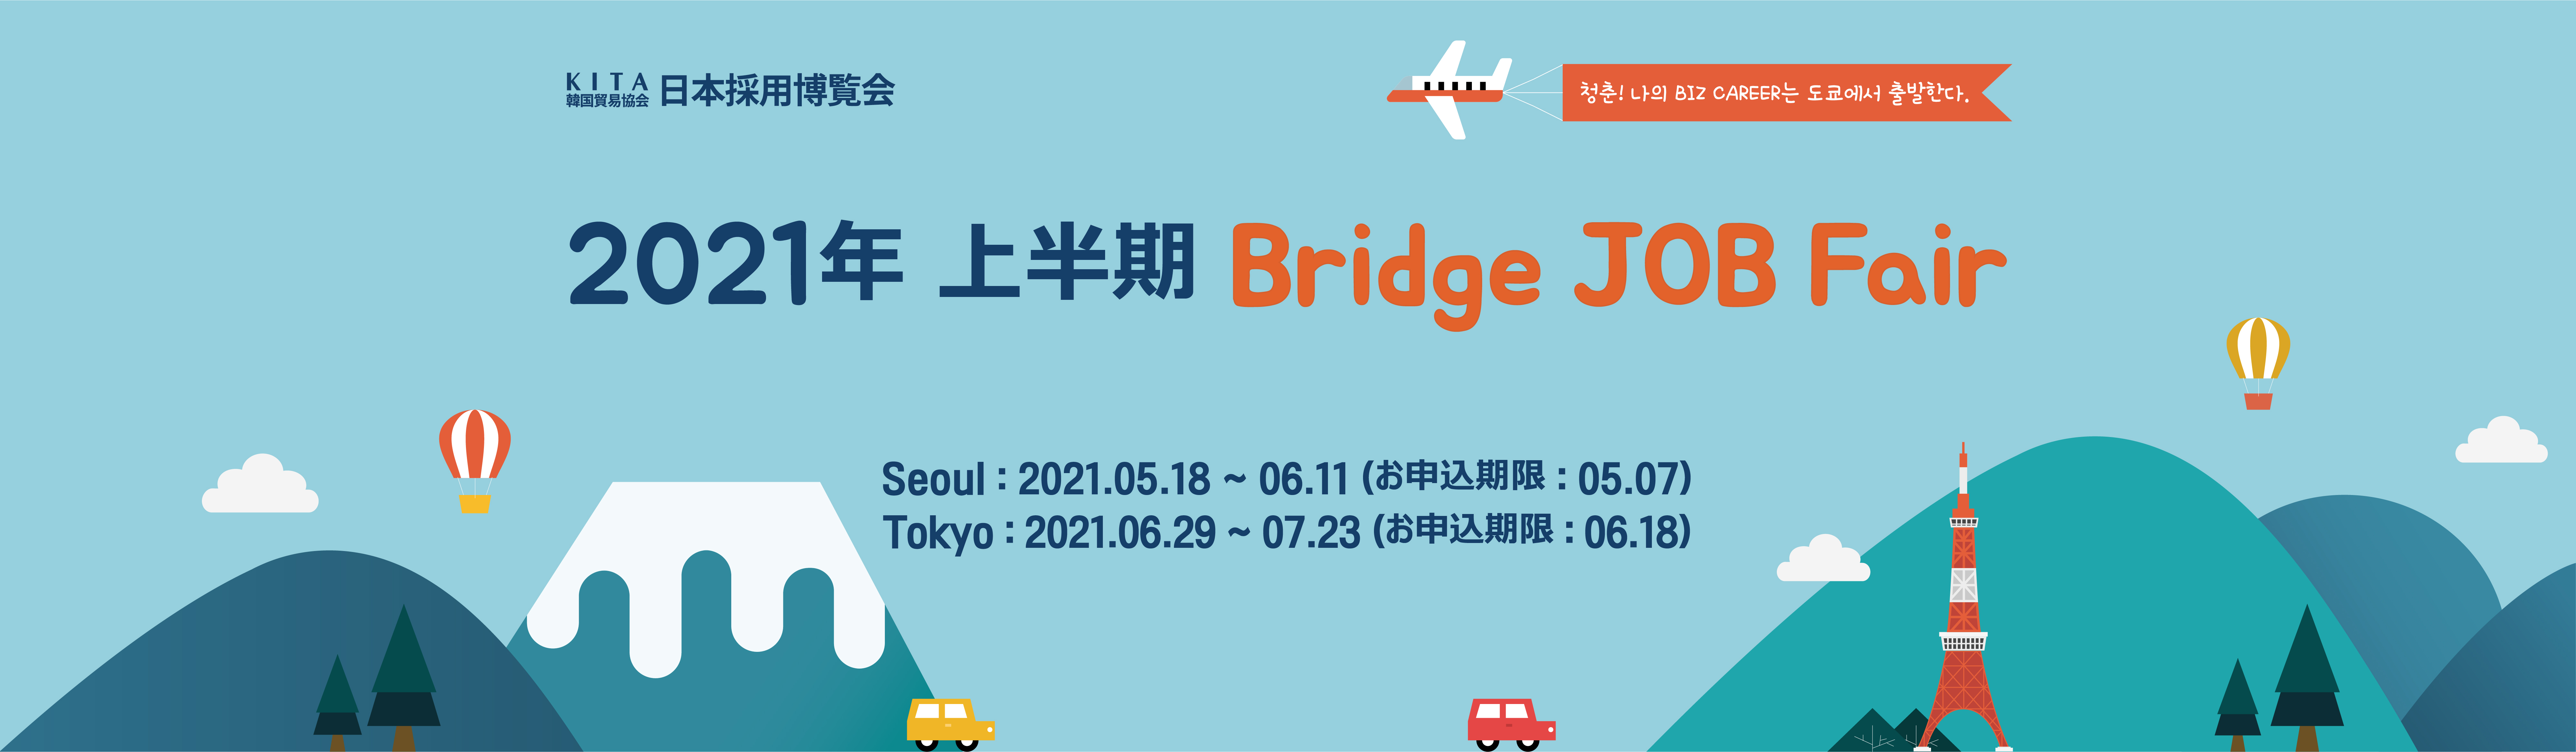 KITA
韓国貿易協会
日本採用博覧会
청춘! 나의 BIZ CAREER는 도쿄에서 출발한다.
2021年 上半期 Bridge JOB Fair
Seoul : 2021.05.18 ~ 06.11 (お申込期限 : 05.07)
Tokyo : 2021.06.29 ~ 07.23 (お申込期限 : 06.18)